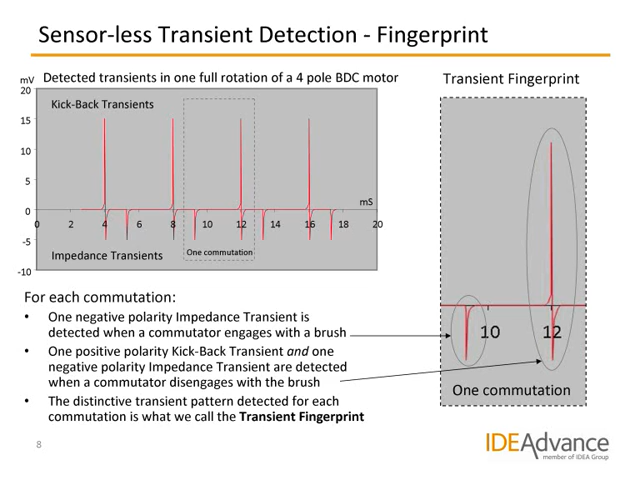 Sensor-less Transient Detection - Fingerprint
mV Detected transients in one full rotation of a 4 pole BDC motor
Transient Fingerprint
20
Kick-Back Transients
15
10
5
mS
0
0 2 4 6 8 10 12 14 16 18 20
-5
Impedance Transients
One commutation
-10
10 12
One commutation
For each commutation:
• One negative polarity Impedance Transient is
detected when a commutator engages with a brush
• One positive polarity Kick-Back Transient and one
negative polarity Impedance Transient are detected
when a commutator disengages with the brush
• The distinctive transient pattern detected for each
commutation is what we call the Transient Fingerprint
8
IDEAdvance
member of IDEA Group